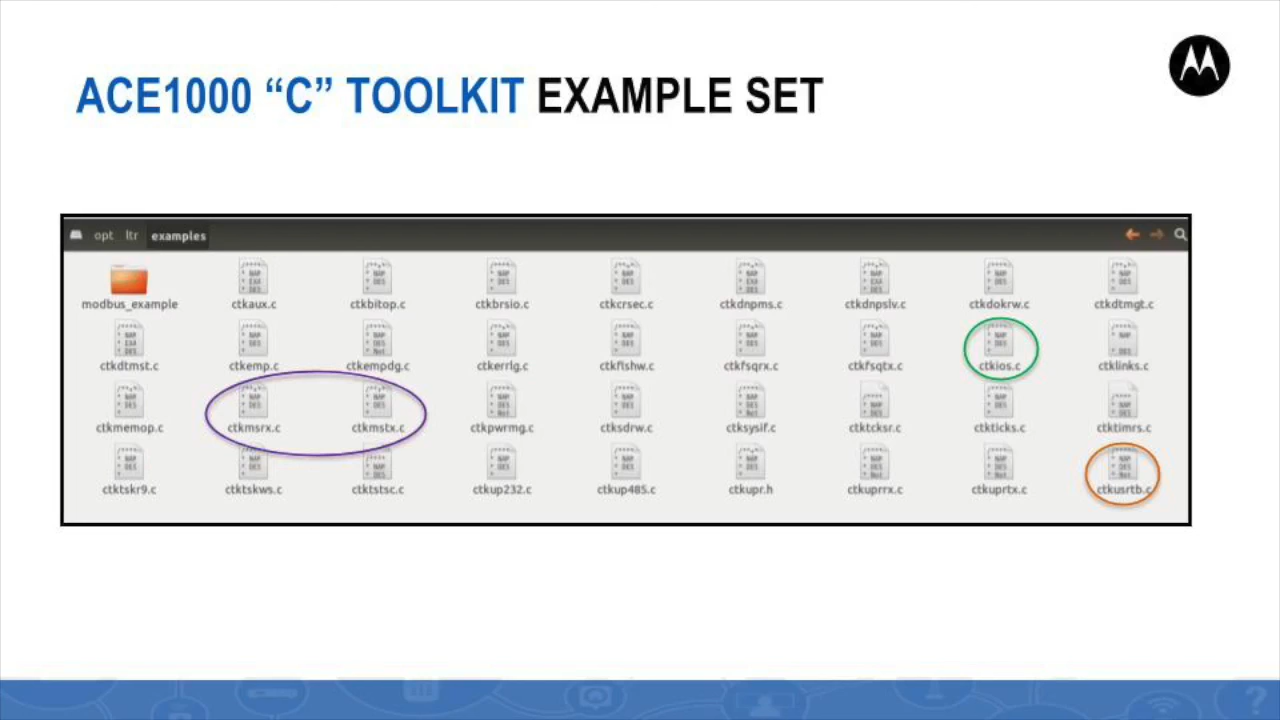 ACE1000 “C” TOOLKIT EXAMPLE SET
opt ltr examples
modbus_example ctkaux.c ctkbitop.c ctkbrsio.c ctkcrsec.c ctkdnpms.c ctkdnpslv.c ctkdokrw.c ctkdtmgt.c
ctkdtmst.c ctkemp.c ctkempdg.c ctkerrlg.c ctkflshw.c ctkfsqrx.c ctkfsqtx.c ctkios.c ctklinks.c
ctkmemop.c ctkmsrx.c ctkmstx.c ctkpwrmg.c ctksdrw.c ctksysif.c ctktcksr.c ctkticks.c ctktimrs.c
ctktskr9.c ctktskws.c ctktstsc.c ctkup232.c ctkup485.c ctkupr.h ctkuprrx.c ctkuprtx.c ctkusrtb.c